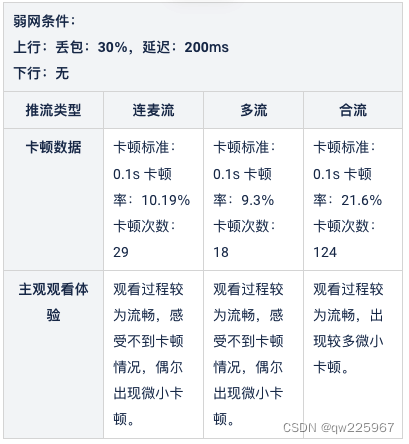 弱网条件：
上行：丢包：30%，延迟：200ms
下行：无
推流类型
连麦流
多流
合流
卡顿数据
卡顿标准：
0.1s 卡顿
率：10.19%
卡顿次数：
29
卡顿标准：
0.1s 卡顿
率：9.3%
卡顿次数：
18
卡顿标准：
0.1s 卡顿
率：21.6%
卡顿次数：
124
主观观看体
验
观看过程较
为流畅，感
受不到卡顿
情况，偶尔
出现微小卡
顿。
观看过程较
为流畅，感
受不到卡顿
情况，偶尔
出现微小卡
顿。
观看过程较
为流畅，出
现较多微小
卡顿。
CSDN @qw225967